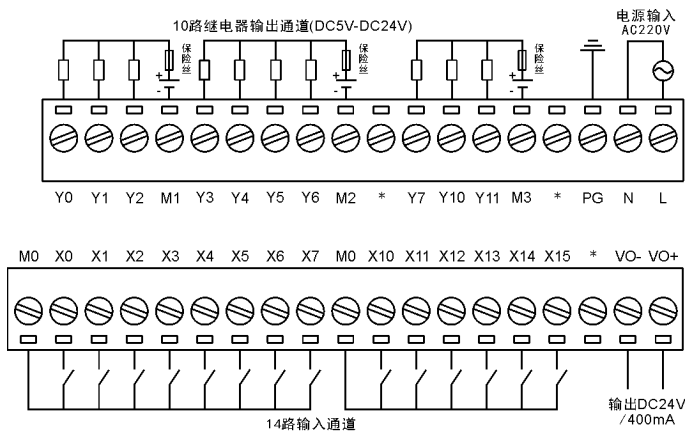 10路继电器输出通道(DC5V-DC24V)
电源输入
AC220V
保险丝
保险丝
保险丝
+
-
+
-
+
-
Y0 Y1 Y2 M1 Y3 Y4 Y5 Y6 M2 * Y7 Y10 Y11 M3 * PG N L
M0 X0 X1 X2 X3 X4 X5 X6 X7 M0 X10 X11 X12 X13 X14 X15 * VO- VO+
14路输入通道
输出DC24V
/400mA